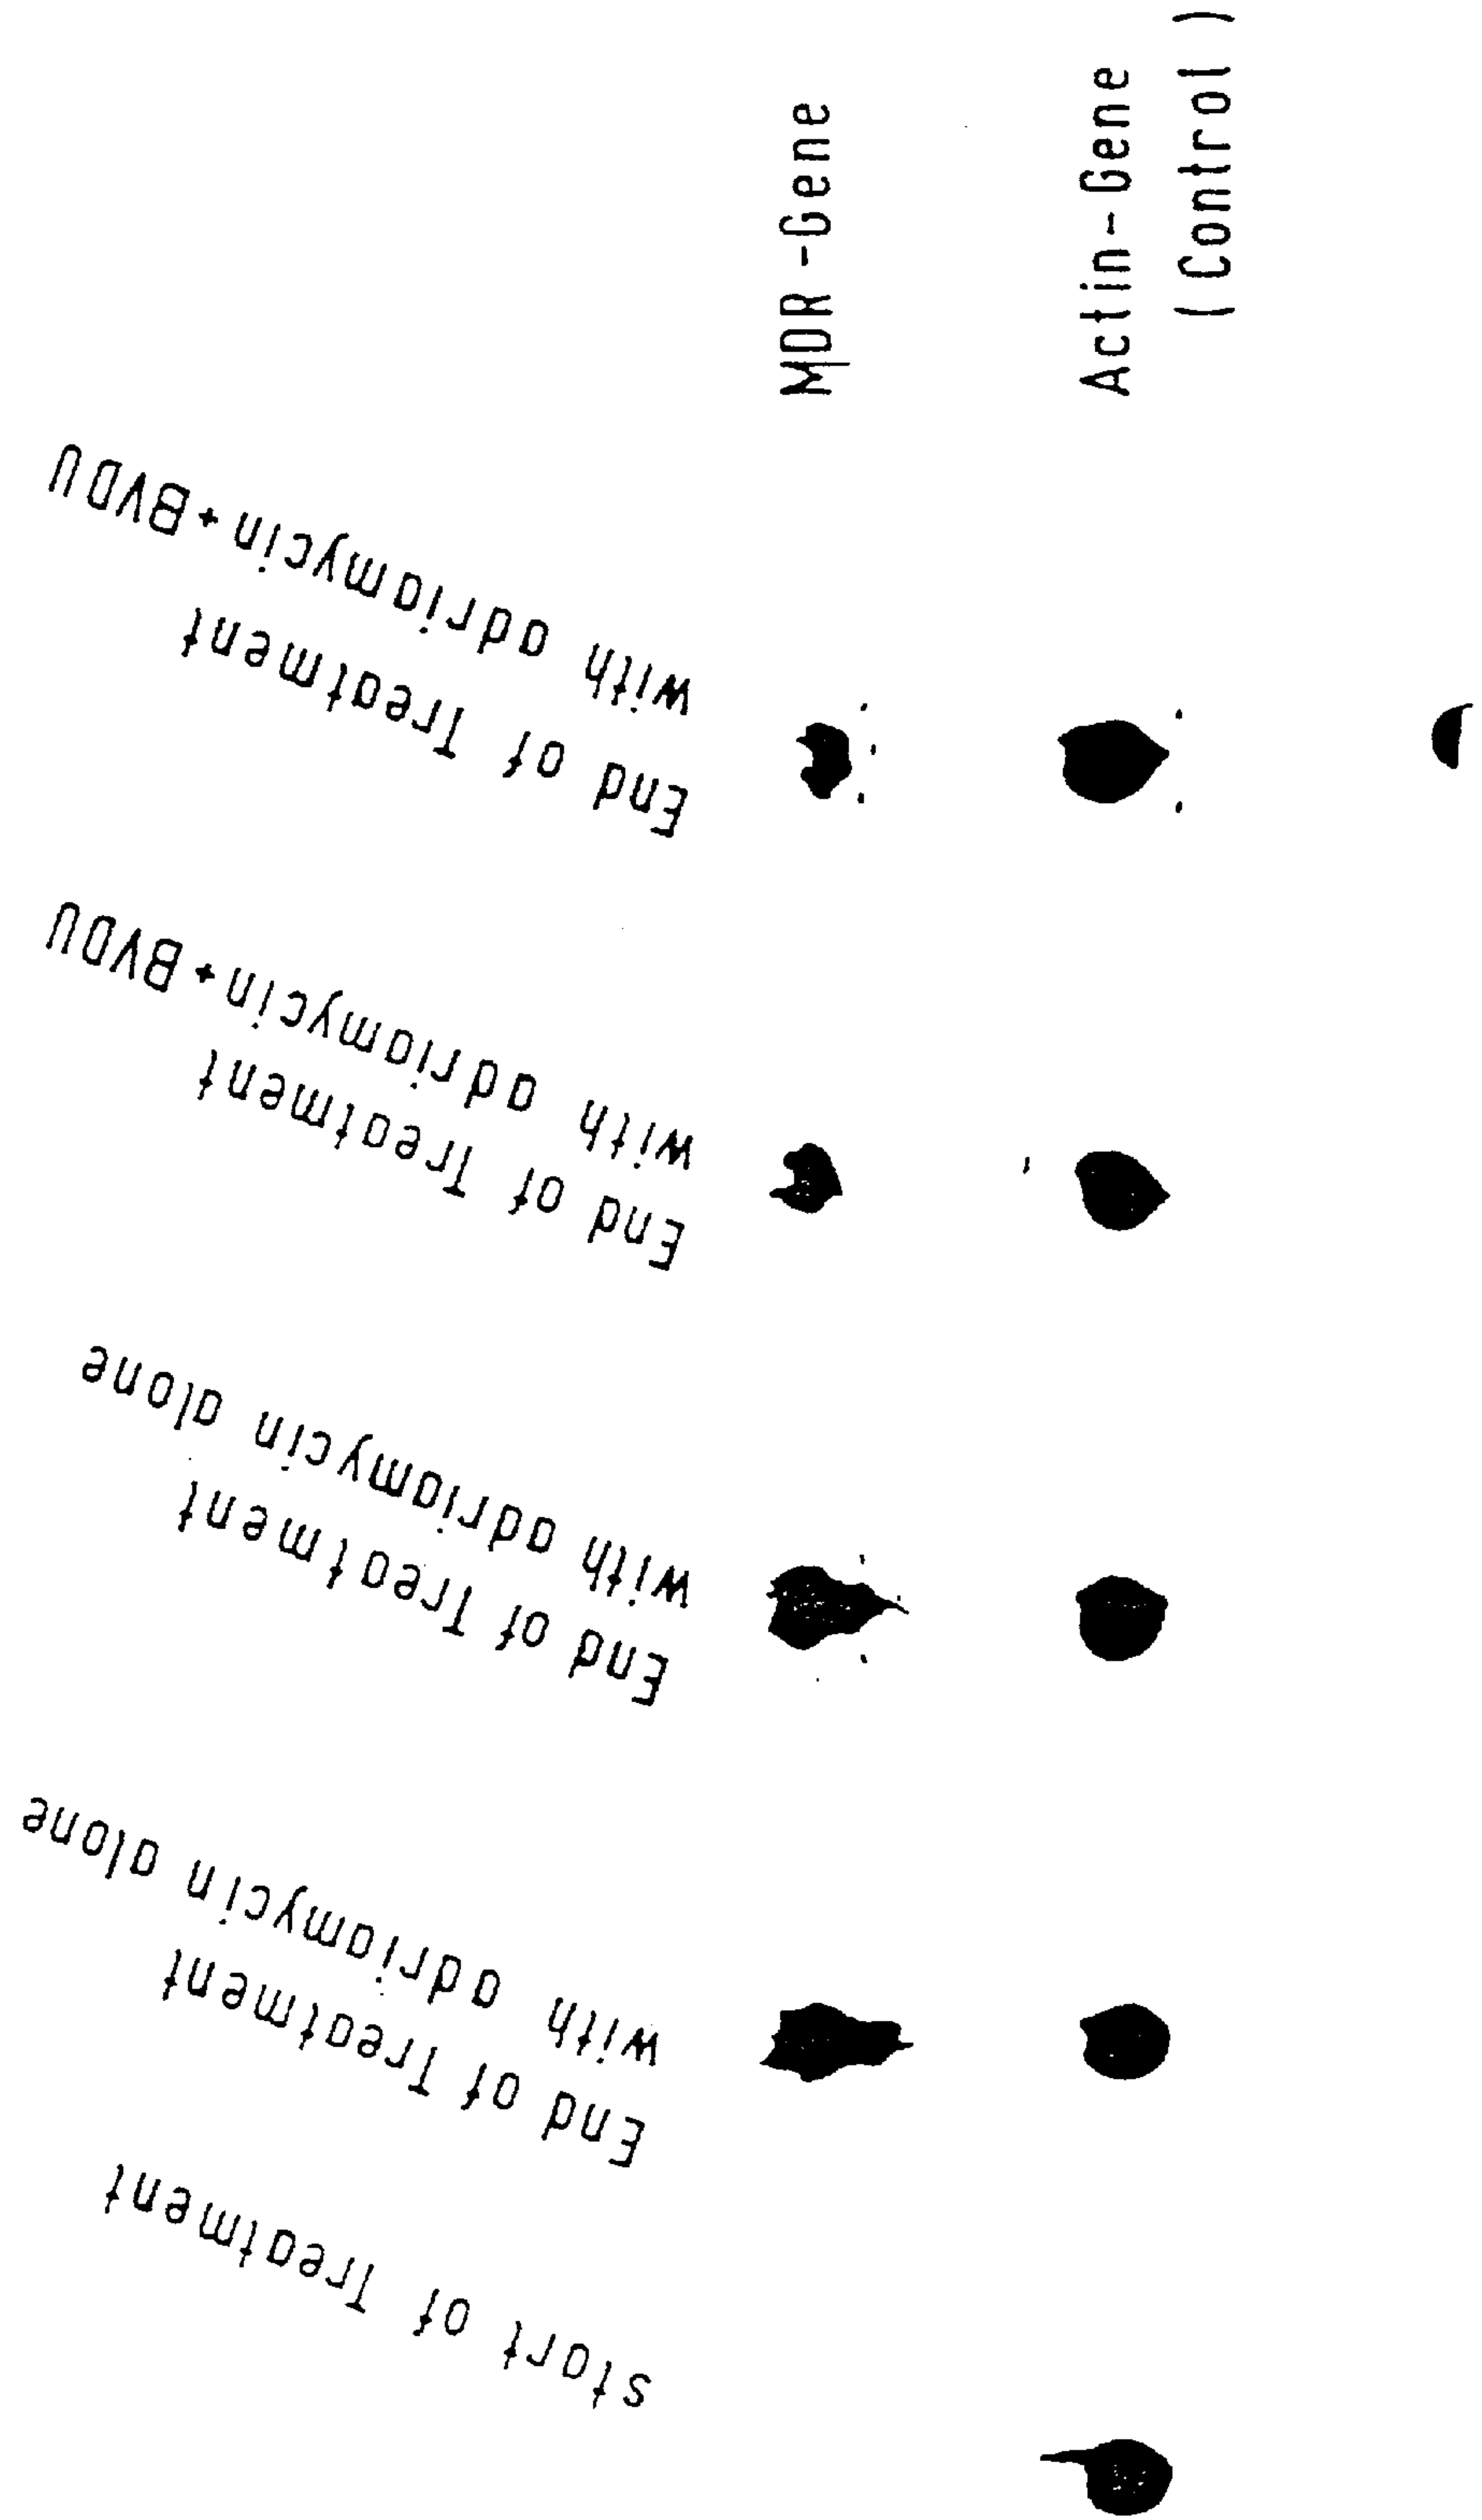 MDR-Gene
Actin-Gene
(Control)
start of Treatment
End of Treatment
with adriamycin alone
End of Treatment
with adriamycin alone
End of Treatment
with adriamycin+BVDU
End of Treatment
with adriamycin+BVDU